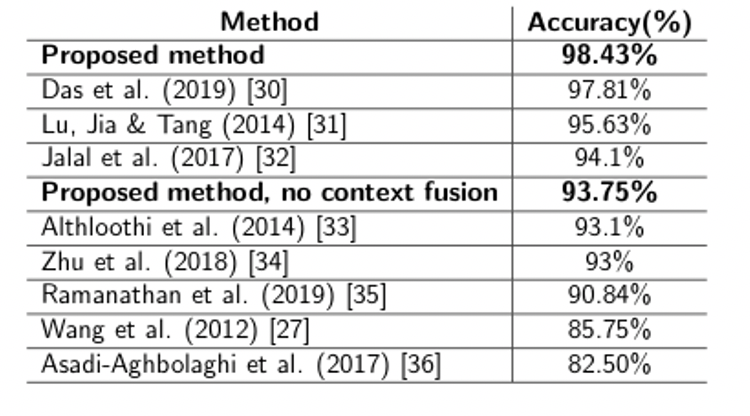 Method Accuracy(%)
Proposed method 98.43%
Das et al. (2019) [30] 97.81%
Lu, Jia & Tang (2014) [31] 95.63%
Jalal et al. (2017) [32] 94.1%
Proposed method, no context fusion 93.75%
Althloothi et al. (2014) [33] 93.1%
Zhu et al. (2018) [34] 93%
Ramanathan et al. (2019) [35] 90.84%
Wang et al. (2012) [27] 85.75%
Asadi-Aghbolaghi et al. (2017) [36] 82.50%